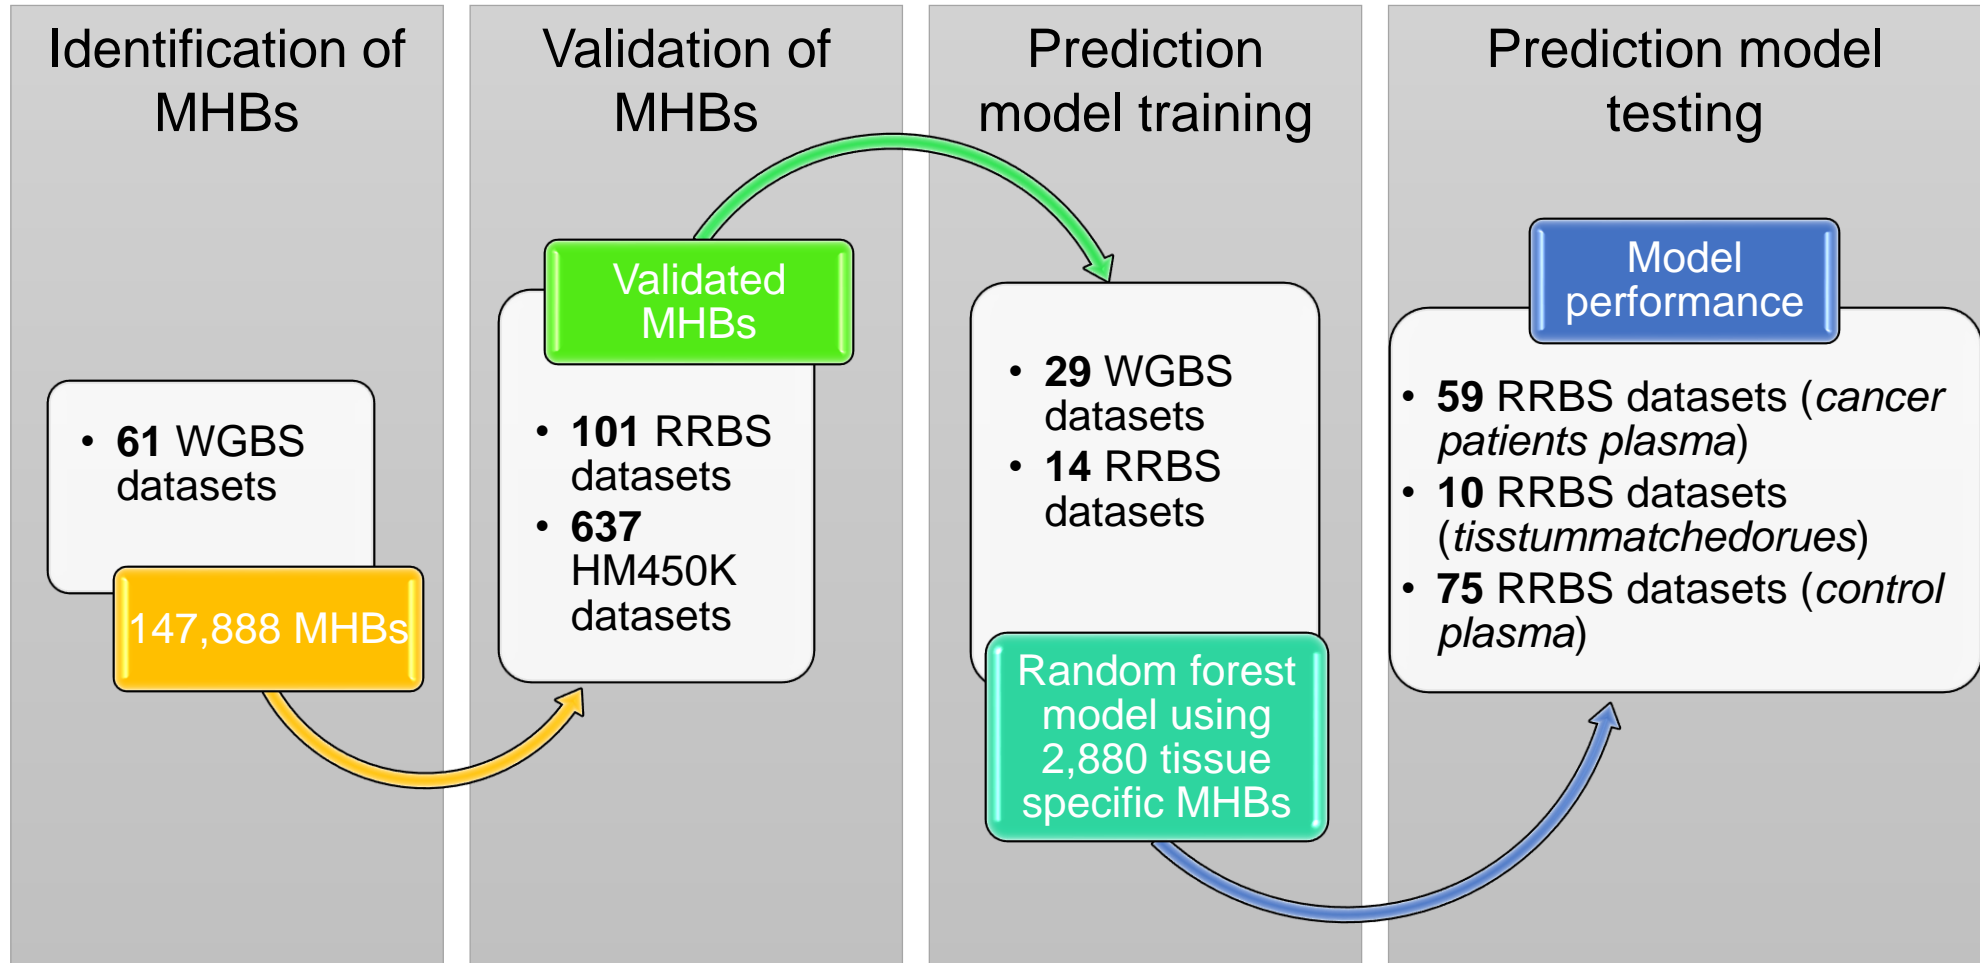 Identification of
MHBs
• 61 WGBS
datasets
147,888 MHBs
Validation of
MHBs
Validated
MHBs
• 101 RRBS
datasets
• 637
HM450K
datasets
Prediction
model training
• 29 WGBS
datasets
• 14 RRBS
datasets
Random forest
model using
2,880 tissue
specific MHBs
Prediction model
testing
Model
performance
• 59 RRBS datasets (cancer
patients plasma)
• 10 RRBS datasets
(tisstummatchedorues)
• 75 RRBS datasets (control
plasma)